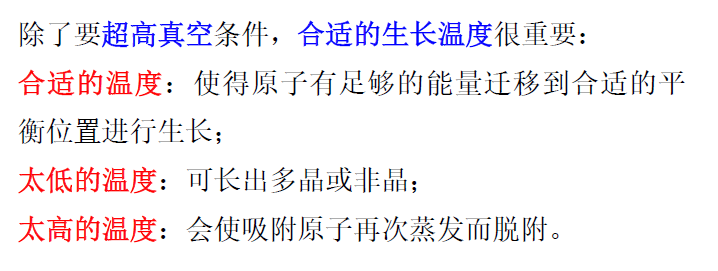 除了要超高真空条件，合适的生长温度很重要：
合适的温度：使得原子有足够的能量迁移到合适的平
衡位置进行生长；
太低的温度：可长出多晶或非晶；
太高的温度：会使吸附原子再次蒸发而脱附。